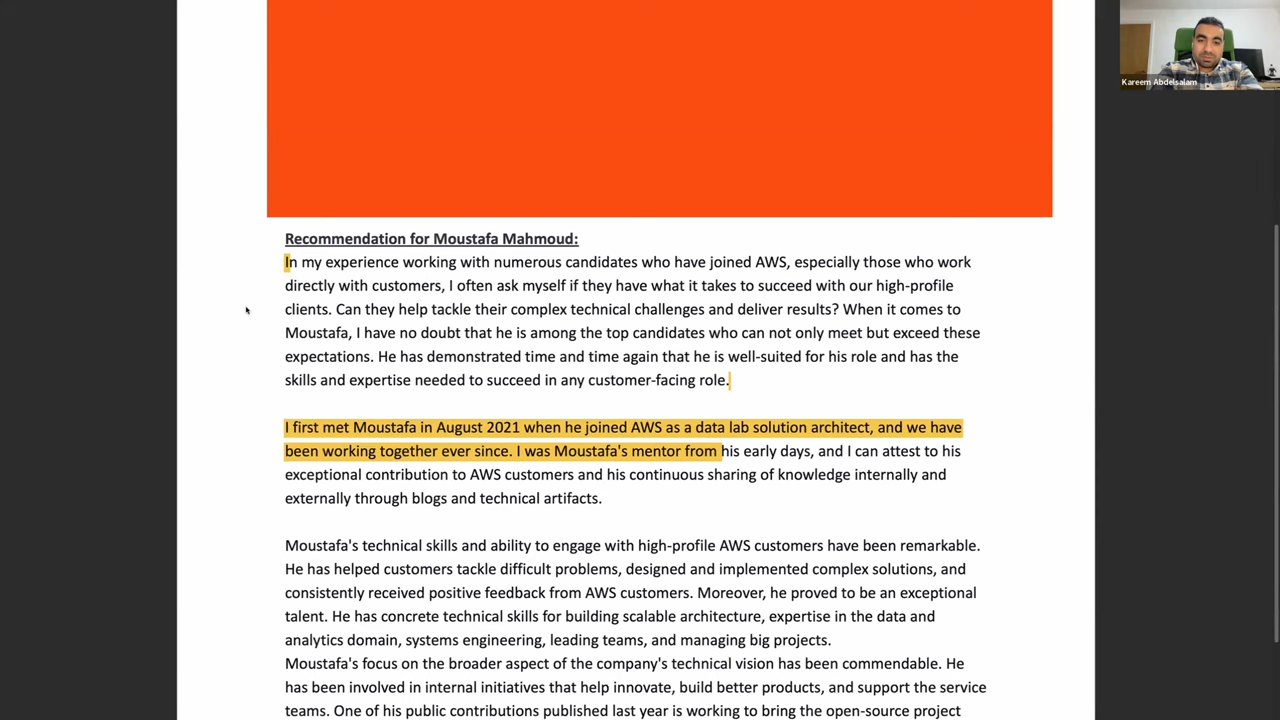 Kareem Abdelsalam
Recommendation for Moustafa Mahmoud:
In my experience working with numerous candidates who have joined AWS, especially those who work
directly with customers, I often ask myself if they have what it takes to succeed with our high-profile
clients. Can they help tackle their complex technical challenges and deliver results? When it comes to
Moustafa, I have no doubt that he is among the top candidates who can not only meet but exceed these
expectations. He has demonstrated time and time again that he is well-suited for his role and has the
skills and expertise needed to succeed in any customer-facing role.
I first met Moustafa in August 2021 when he joined AWS as a data lab solution architect, and we have
been working together ever since. I was Moustafa's mentor from his early days, and I can attest to his
exceptional contribution to AWS customers and his continuous sharing of knowledge internally and
externally through blogs and technical artifacts.
Moustafa's technical skills and ability to engage with high-profile AWS customers have been remarkable.
He has helped customers tackle difficult problems, designed and implemented complex solutions, and
consistently received positive feedback from AWS customers. Moreover, he proved to be an exceptional
talent. He has concrete technical skills for building scalable architecture, expertise in the data and
analytics domain, systems engineering, leading teams, and managing big projects.
Moustafa's focus on the broader aspect of the company's technical vision has been commendable. He
has been involved in internal initiatives that help innovate, build better products, and support the service
teams. One of his public contributions published last year is working to bring the open-source project